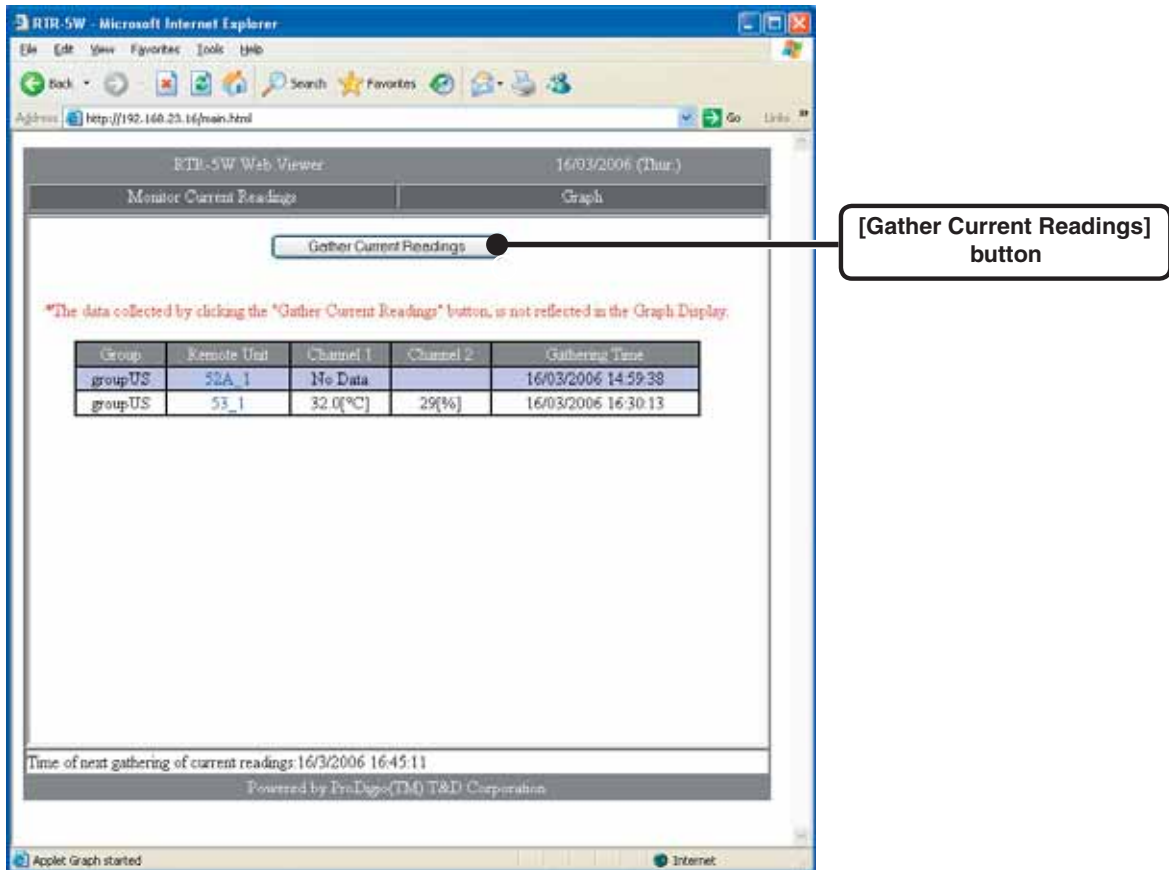 RTR-5W - Microsoft Internet Explorer
File Edit View Favorites Tools Help
Back Search Favorites
Address http://192.168.23.16/main.html Go Links »
RTR-5W Web Viewer 16/03/2006 (Thur.)
Monitor Current Readings Graph
Gather Current Readings
[Gather Current Readings]
button
*The data collected by clicking the "Gather Current Readings" button, is not reflected in the Graph Display.
Group Remote Unit Channel 1 Channel 2 Gathering Time
groupUS 52A_1 No Data 16/03/2006 14:59:38
groupUS 53_1 32.0[°C] 29[%] 16/03/2006 16:30:13
Time of next gathering of current readings:16/3/2006 16:45:11
Powered by ProDigio(TM) T&D Corporation
Applet Graph started Internet